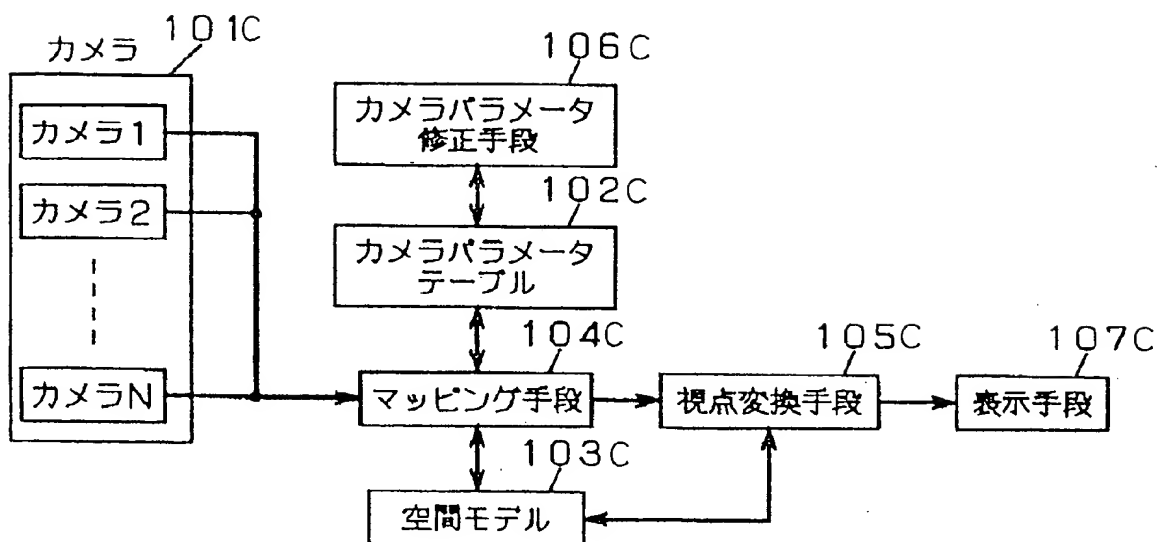 カメラ
101C
カメラ1
カメラ2
カメラN
106C
カメラパラメータ
修正手段
102C
カメラパラメータ
テーブル
104C
マッピング手段
105C
視点変換手段
107C
表示手段
103C
空間モデル